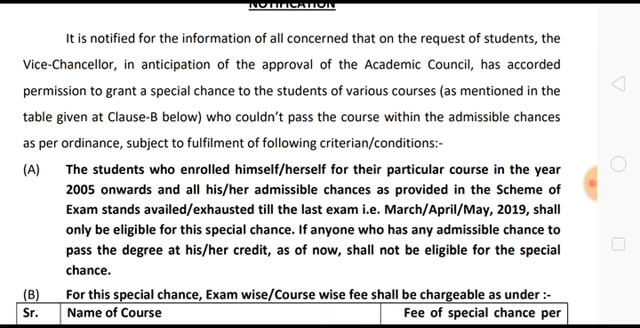 NOTIFICATION
It is notified for the information of all concerned that on the request of students, the
Vice-Chancellor, in anticipation of the approval of the Academic Council, has accorded
permission to grant a special chance to the students of various courses (as mentioned in the
table given at Clause-B below) who couldn't pass the course within the admissible chances
as per ordinance, subject to fulfilment of following criterian/conditions:-
(A) The students who enrolled himself/herself for their particular course in the year
2005 onwards and all his/her admissible chances as provided in the Scheme of
Exam stands availed/exhausted till the last exam i.e. March/April/May, 2019, shall
only be eligible for this special chance. If anyone who has any admissible chance to
pass the degree at his/her credit, as of now, shall not be eligible for the special
chance.
(B) For this special chance, Exam wise/Course wise fee shall be chargeable as under :-
Sr. Name of Course Fee of special chance per